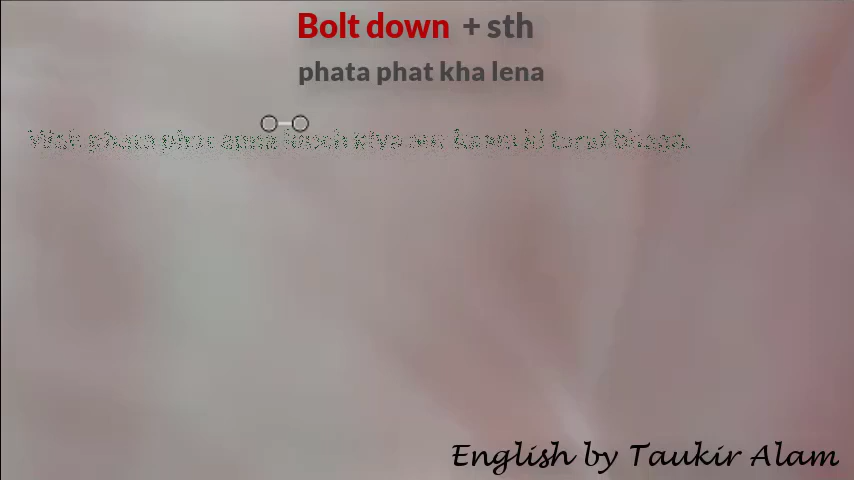 Bolt down + sth
phata phat kha lena
Woh phata phat apna lunch kiya aur kaam ki taraf bhaga.
English by Taukir Alam